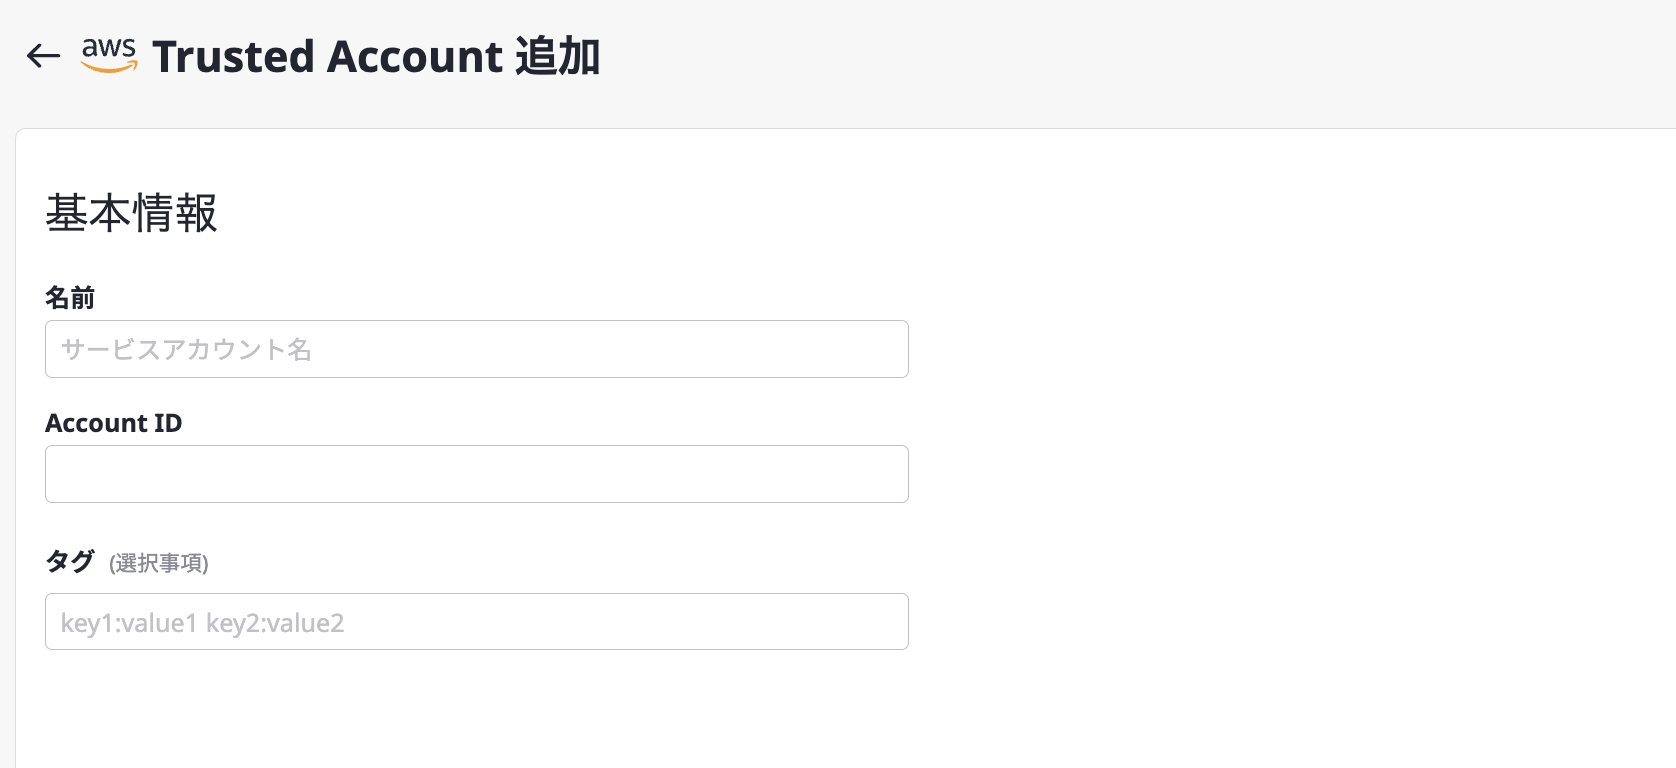 aws Trusted Account 追加
基本情報
名前
サービスアカウント名
Account ID
タグ (選択事項)
key1:value1 key2:value2